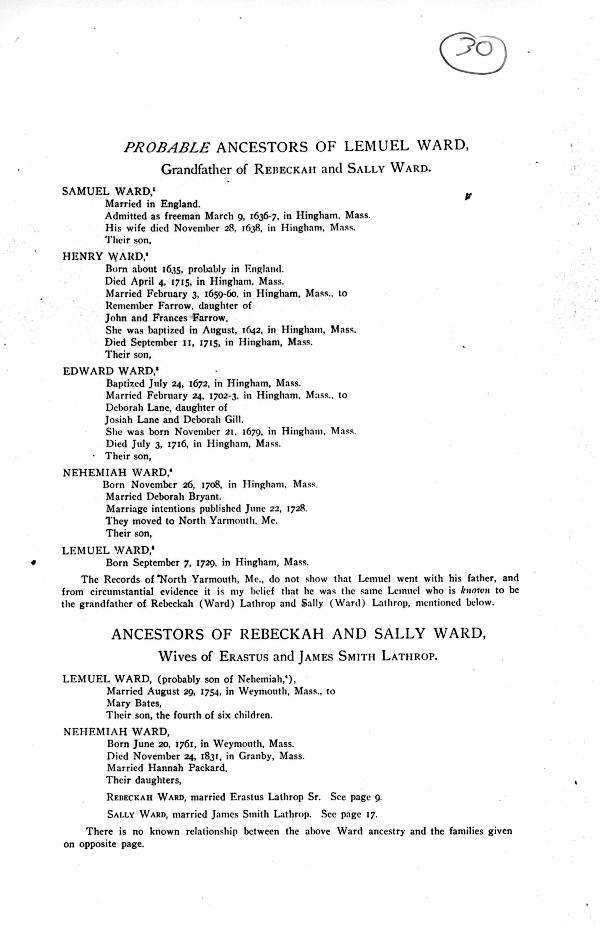 30
PROBABLE ANCESTORS OF LEMUEL WARD,
Grandfather of REBECKAH and SALLY WARD.
SAMUEL WARD,¹
Married in England.
Admitted as freeman March 9, 1636-7, in Hingham, Mass.
His wife died November 28, 1638, in Hingham, Mass.
Their son,
HENRY WARD,²
Born about 1635, probably in England.
Died April 4, 1715, in Hingham, Mass.
Married February 3, 1659-60, in Hingham, Mass., to
Remember Farrow, daughter of
John and Frances Farrow.
She was baptized in August, 1642, in Hingham, Mass.
Died September 11, 1715, in Hingham, Mass.
Their son,
EDWARD WARD,³
Baptized July 24, 1672, in Hingham, Mass.
Married February 24, 1702-3, in Hingham, Mass., to
Deborah Lane, daughter of
Josiah Lane and Deborah Gill.
She was born November 21, 1679, in Hingham, Mass.
Died July 3, 1716, in Hingham, Mass.
Their son,
NEHEMIAH WARD,⁴
Born November 26, 1708, in Hingham, Mass.
Married Deborah Bryant.
Marriage intentions published June 22, 1728.
They moved to North Yarmouth, Me.
Their son,
LEMUEL WARD,⁵
Born September 7, 1729, in Hingham, Mass.
The Records of North Yarmouth, Me., do not show that Lemuel went with his father, and
from circumstantial evidence it is my belief that he was the same Lemuel who is known to be
the grandfather of Rebeckah (Ward) Lathrop and Sally (Ward) Lathrop, mentioned below.
ANCESTORS OF REBECKAH AND SALLY WARD,
Wives of ERASTUS and JAMES SMITH LATHROP.
LEMUEL WARD, (probably son of Nehemiah,⁴),
Married August 29, 1754, in Weymouth, Mass., to
Mary Bates,
Their son, the fourth of six children.
NEHEMIAH WARD,
Born June 20, 1761, in Weymouth, Mass.
Died November 24, 1831, in Granby, Mass.
Married Hannah Packard.
Their daughters,
REBECKAH WARD, married Erastus Lathrop Sr. See page 9.
SALLY WARD, married James Smith Lathrop. See page 17.
There is no known relationship between the above Ward ancestry and the families given
on opposite page.